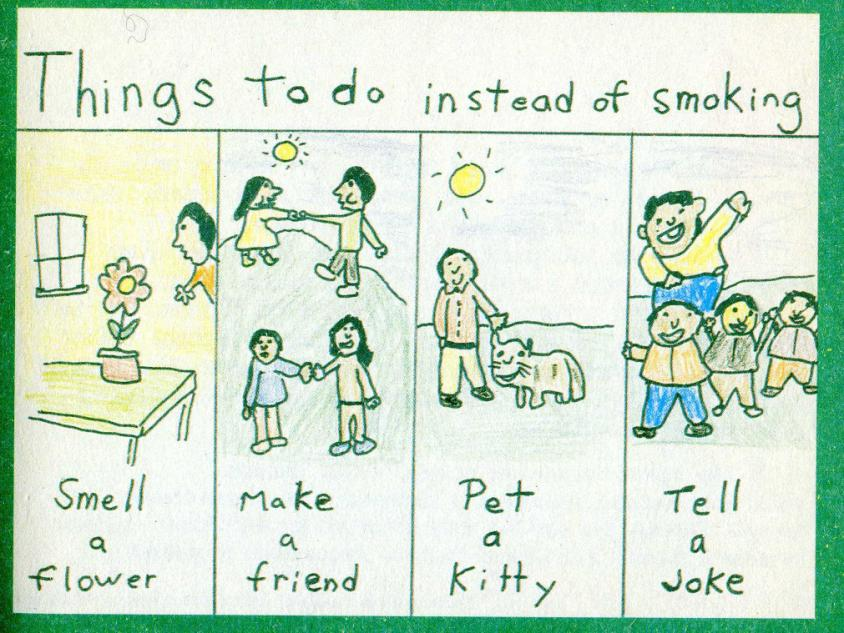 Things to do instead of smoking
Smell
a
flower
Make
a
friend
Pet
a
Kitty
Tell
a
Joke